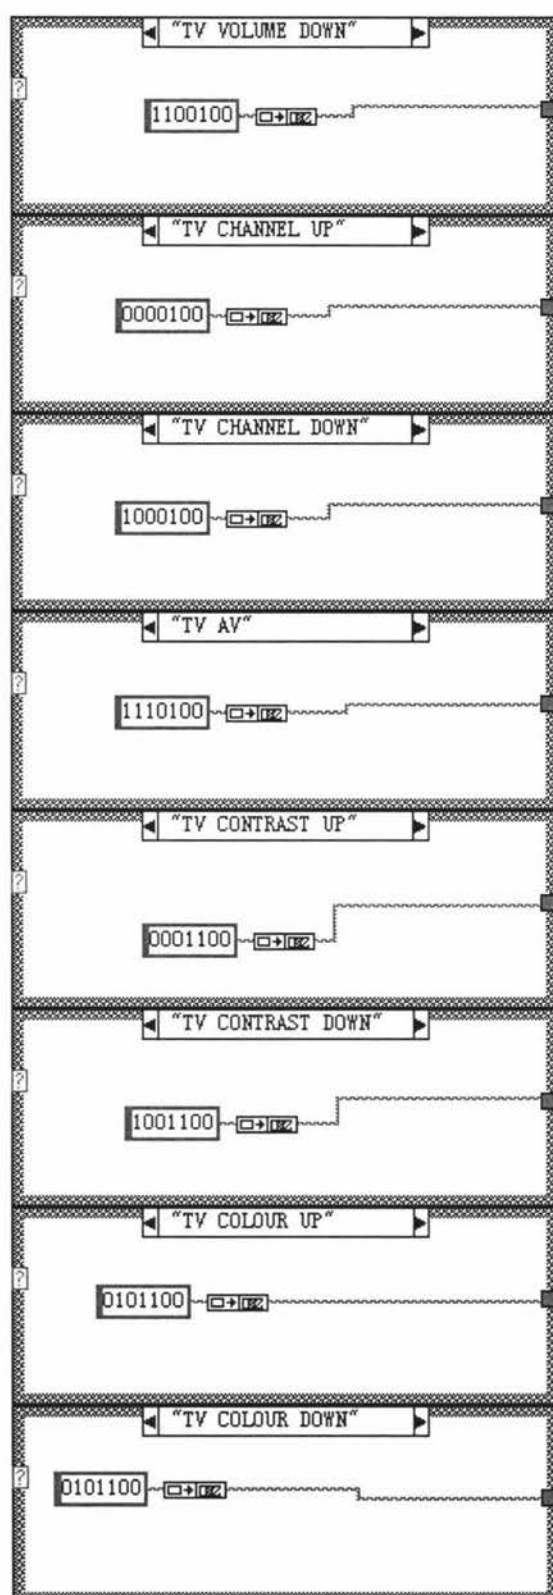 "TV VOLUME DOWN"
?
1100100
"TV CHANNEL UP"
?
0000100
"TV CHANNEL DOWN"
?
1000100
"TV AV"
?
1110100
"TV CONTRAST UP"
?
0001100
"TV CONTRAST DOWN"
?
1001100
"TV COLOUR UP"
?
0101100
"TV COLOUR DOWN"
?
0101100